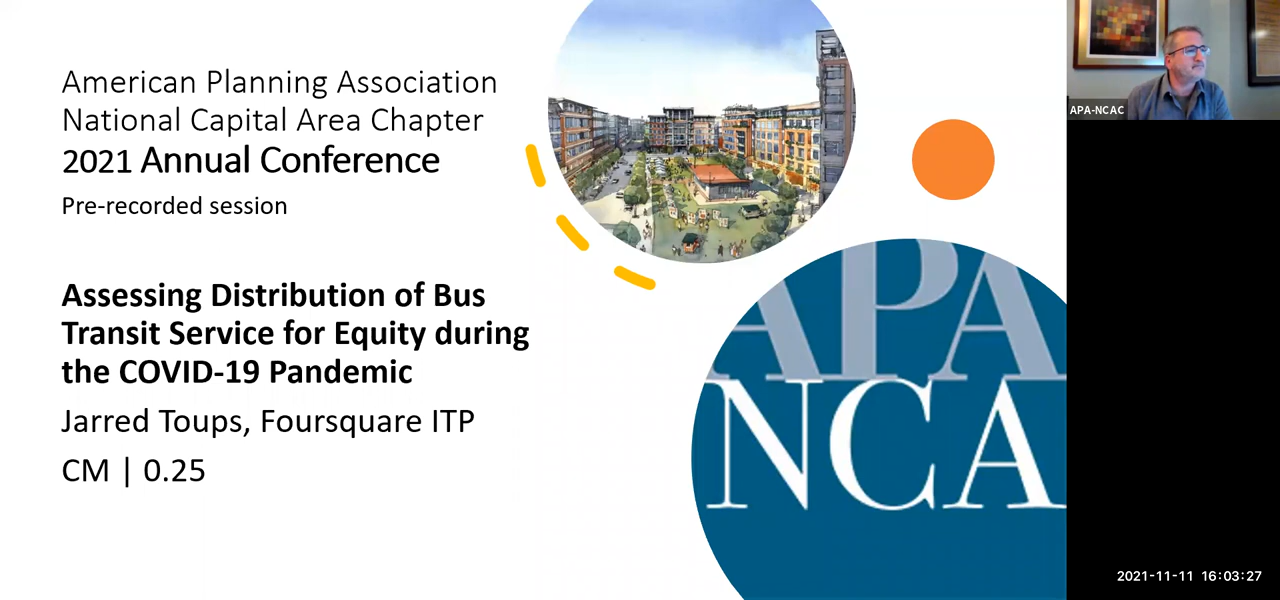 American Planning Association
National Capital Area Chapter
2021 Annual Conference
Pre-recorded session
Assessing Distribution of Bus
Transit Service for Equity during
the COVID-19 Pandemic
Jarred Toups, Foursquare ITP
CM | 0.25
APA
NCA
APA-NCAC
2021-11-11 16:03:27